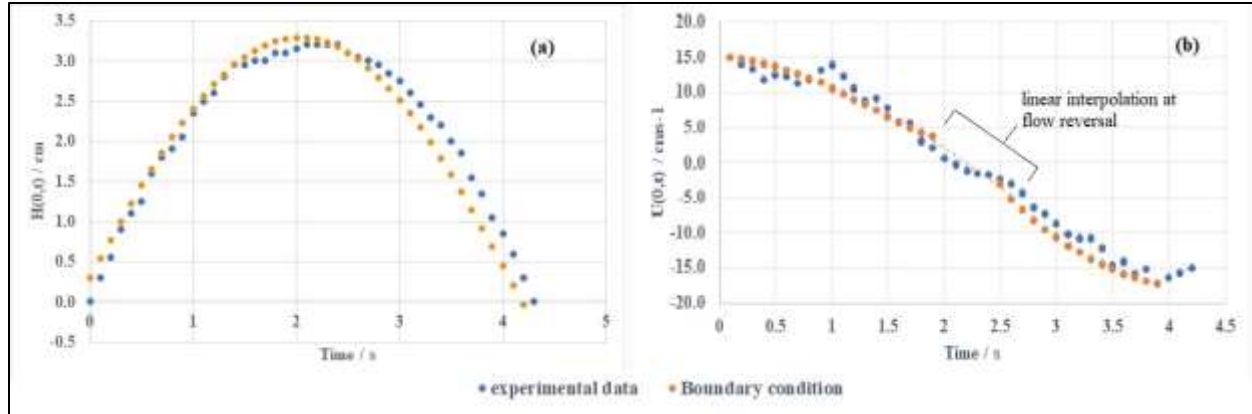 3.5
3.0
2.5
2.0
1.5
1.0
0.5
0.0
-0.5
H(0,t) / cm
0 1 2 3 4 5
Time / s
(a)
20.0
15.0
10.0
5.0
0.0
-5.0
-10.0
-15.0
-20.0
U(0,t) / cms-1
0 0.5 1 1.5 2 2.5 3 3.5 4 4.5
Time / s
(b)
linear interpolation at
flow reversal
experimental data Boundary condition